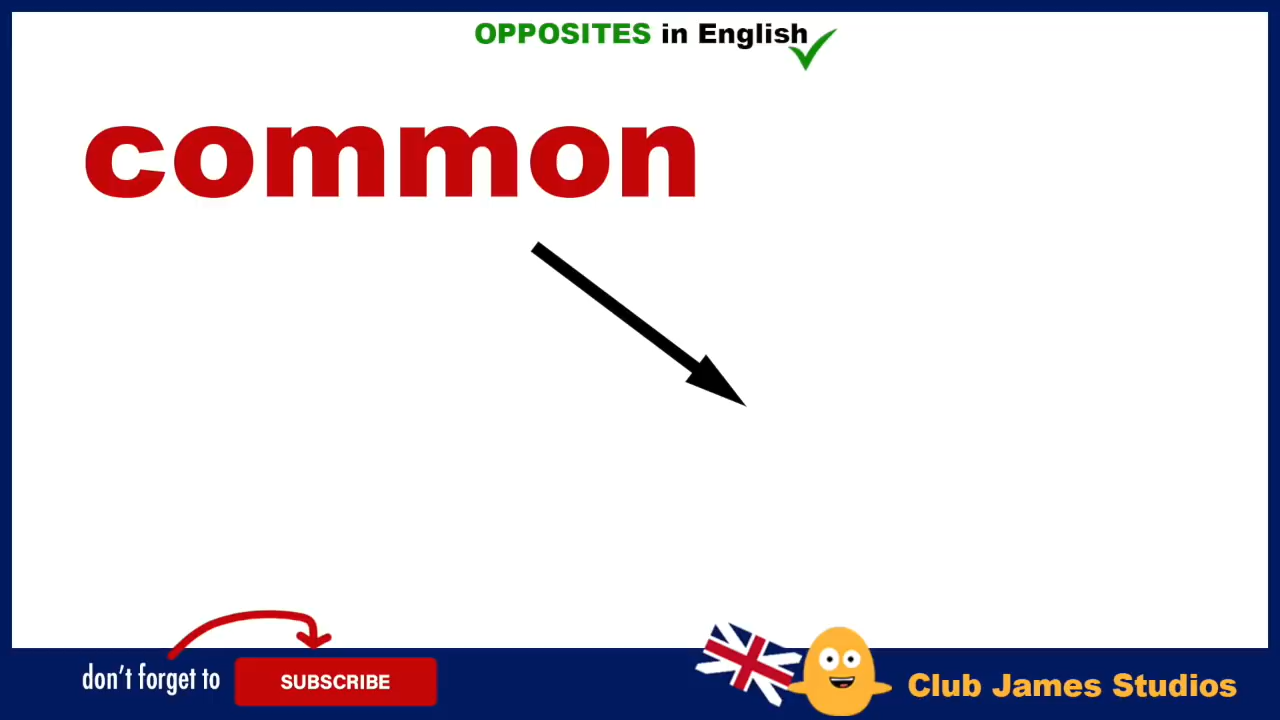 OPPOSITES in English
common
don't forget to
SUBSCRIBE
Club James Studios